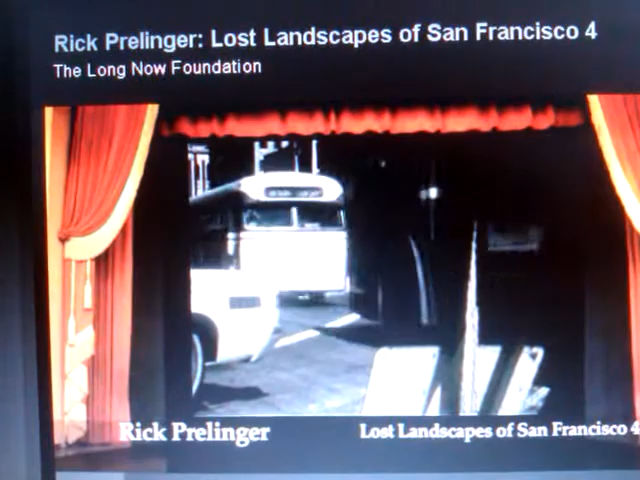 Rick Prelinger: Lost Landscapes of San Francisco 4
The Long Now Foundation
Rick Prelinger
Lost Landscapes of San Francisco 4